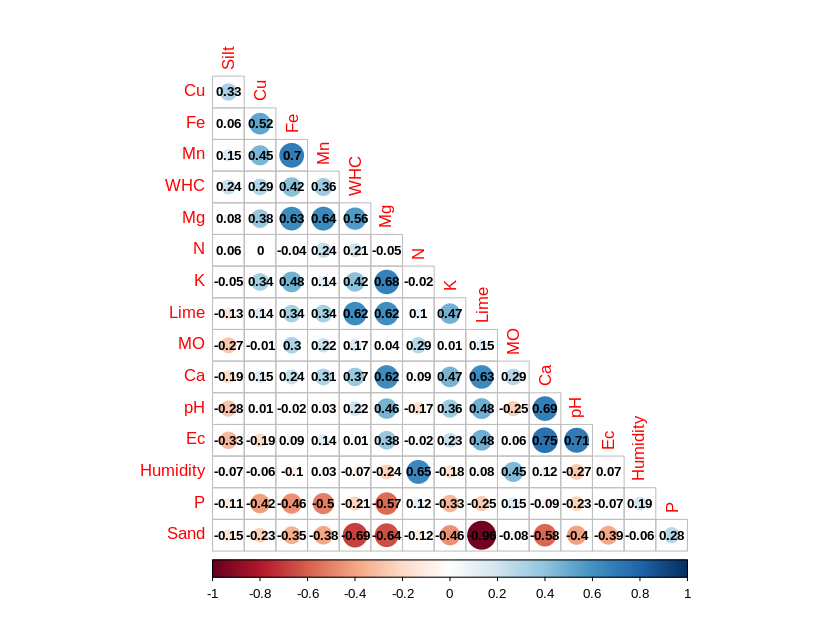 Silt
Cu 0.33 Cu
Fe 0.06 0.52 Fe
Mn 0.15 0.45 0.7 Mn
WHC 0.24 0.29 0.42 0.36 WHC
Mg 0.08 0.38 0.63 0.64 0.56 Mg
N 0.06 0 -0.04 0.24 0.21 -0.05 N
K -0.05 0.34 0.48 0.14 0.42 0.68 -0.02 K
Lime -0.13 0.14 0.34 0.34 0.62 0.62 0.1 0.47 Lime
MO -0.27 -0.01 0.3 0.22 0.17 0.04 0.29 0.01 0.15 MO
Ca -0.19 0.15 0.24 0.31 0.37 0.62 0.09 0.47 0.63 0.29 Ca
pH -0.28 0.01 -0.02 0.03 0.22 0.46 -0.17 0.36 0.48 -0.25 0.69 pH
Ec -0.33 -0.19 0.09 0.14 0.01 0.38 -0.02 0.23 0.48 0.06 0.75 0.71 Ec
Humidity -0.07 -0.06 -0.1 0.03 -0.07 -0.24 0.65 -0.18 0.08 0.45 0.12 -0.27 0.07 Humidity
P -0.11 -0.42 -0.46 -0.5 -0.21 -0.57 0.12 -0.33 -0.25 0.15 -0.09 -0.23 -0.07 0.19 P
Sand -0.15 -0.23 -0.35 -0.38 -0.69 -0.64 -0.12 -0.46 -0.96 -0.08 -0.58 -0.4 -0.39 -0.06 0.28
-1 -0.8 -0.6 -0.4 -0.2 0 0.2 0.4 0.6 0.8 1